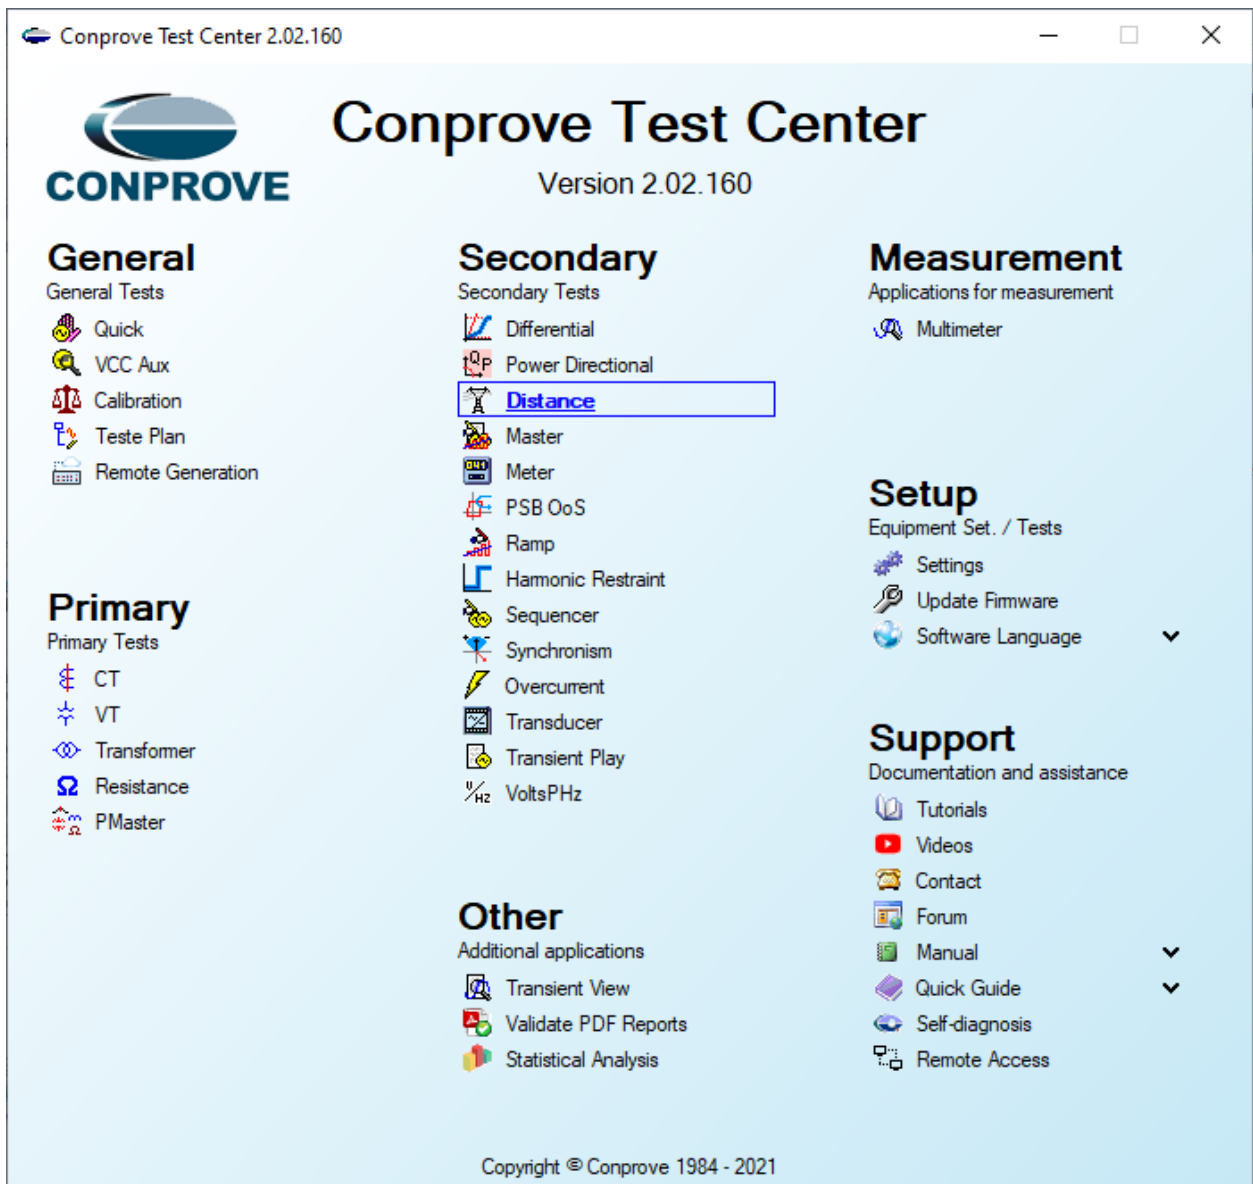 Conprove Test Center 2.02.160
CONPROVE
Conprove Test Center
Version 2.02.160
General
General Tests
Quick
VCC Aux
Calibration
Teste Plan
Remote Generation
Primary
Primary Tests
CT
VT
Transformer
Resistance
PMaster
Secondary
Secondary Tests
Differential
Power Directional
Distance
Master
Meter
PSB OoS
Ramp
Harmonic Restraint
Sequencer
Synchronism
Overcurrent
Transducer
Transient Play
VoltsPHz
Other
Additional applications
Transient View
Validate PDF Reports
Statistical Analysis
Measurement
Applications for measurement
Multimeter
Setup
Equipment Set. / Tests
Settings
Update Firmware
Software Language
Support
Documentation and assistance
Tutorials
Videos
Contact
Forum
Manual
Quick Guide
Self-diagnosis
Remote Access
Copyright © Conprove 1984 - 2021